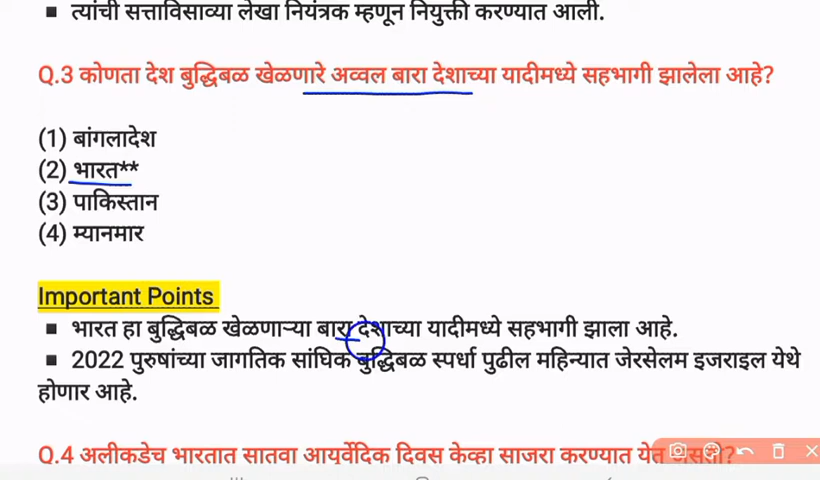 ▪ त्यांची सत्ताविसाव्या लेखा नियंत्रक म्हणून नियुक्ती करण्यात आली.
Q.3 कोणता देश बुद्धिबळ खेळणारे अव्वल बारा देशाच्या यादीमध्ये सहभागी झालेला आहे?
(1) बांगलादेश
(2) भारत**
(3) पाकिस्तान
(4) म्यानमार
Important Points
▪ भारत हा बुद्धिबळ खेळणाऱ्या बारा देशाच्या यादीमध्ये सहभागी झाला आहे.
▪ 2022 पुरुषांच्या जागतिक सांघिक बुद्धिबळ स्पर्धा पुढील महिन्यात जेरसेलम इजराइल येथे
होणार आहे.
Q.4 अलीकडेच भारतात सातवा आयुर्वेदिक दिवस केव्हा साजरा करण्यात येत असतो?